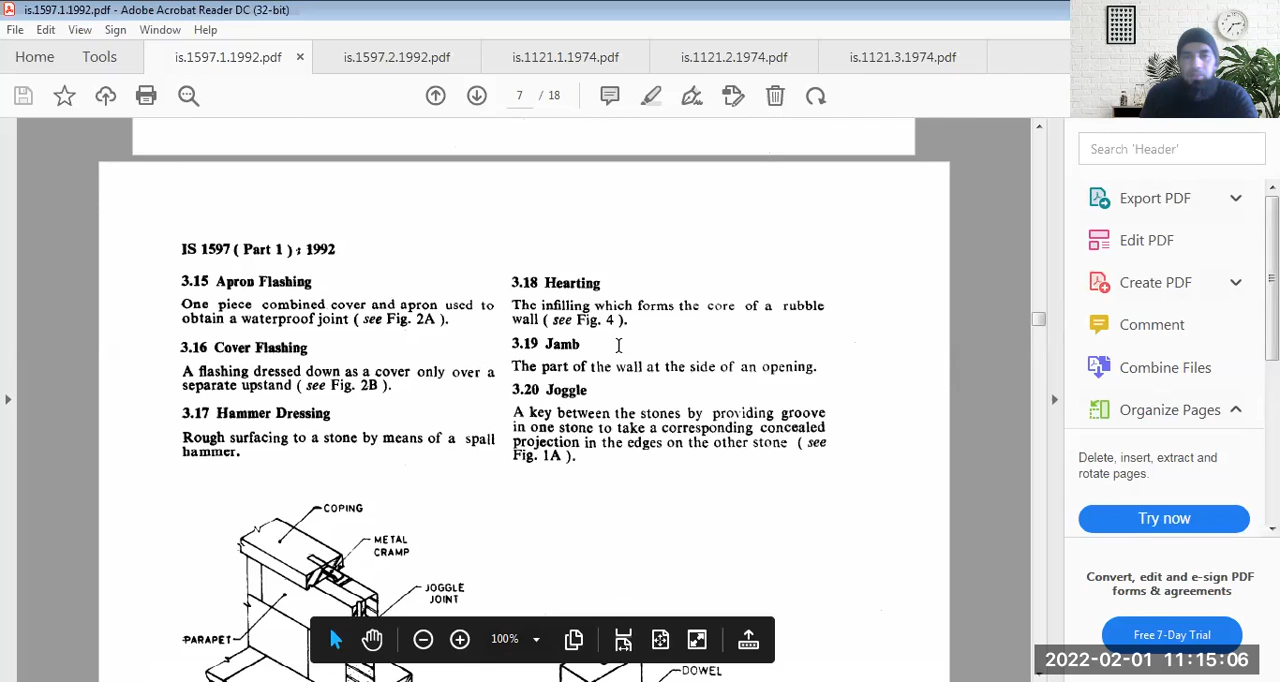 is.1597.1.1992.pdf - Adobe Acrobat Reader DC (32-bit)
File Edit View Sign Window Help
Home Tools is.1597.1.1992.pdf × is.1597.2.1992.pdf is.1121.1.1974.pdf is.1121.2.1974.pdf is.1121.3.1974.pdf
7 / 18
IS 1597 ( Part 1 ) : 1992
3.15 Apron Flashing
One piece combined cover and apron used to
obtain a waterproof joint ( see Fig. 2A ).
3.16 Cover Flashing
A flashing dressed down as a cover only over a
separate upstand ( see Fig. 2B ).
3.17 Hammer Dressing
Rough surfacing to a stone by means of a spall
hammer.
3.18 Hearting
The infilling which forms the core of a rubble
wall ( see Fig. 4 ).
3.19 Jamb
The part of the wall at the side of an opening.
3.20 Joggle
A key between the stones by providing groove
in one stone to take a corresponding concealed
projection in the edges on the other stone ( see
Fig. 1A ).
COPING
METAL
CRAMP
JOGGLE
JOINT
PARAPET
DOWEL
100%
Search 'Header'
Export PDF
Edit PDF
Create PDF
Comment
Combine Files
Organize Pages
Delete, insert, extract and
rotate pages.
Try now
Convert, edit and e-sign PDF
forms & agreements
Free 7-Day Trial
2022-02-01 11:15:06